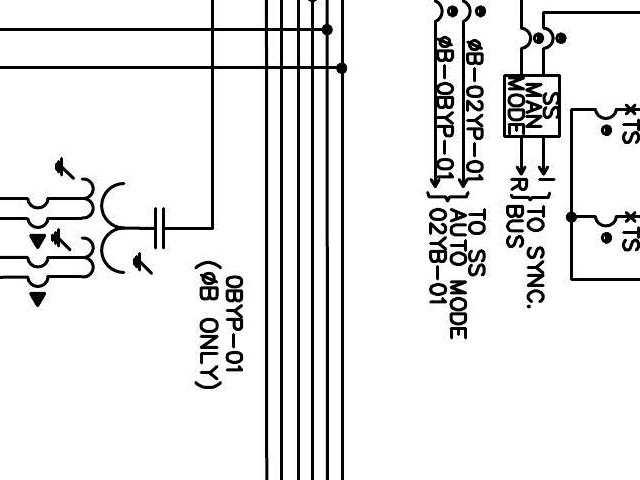 ØB-02YP-01
ØB-0BYP-01
TO SS
AUTO MODE
02YB-01
SS
MAN
MODE
I
R
TO SYNC.
BUS
*TS
*TS
0BYP-01
(ØB ONLY)